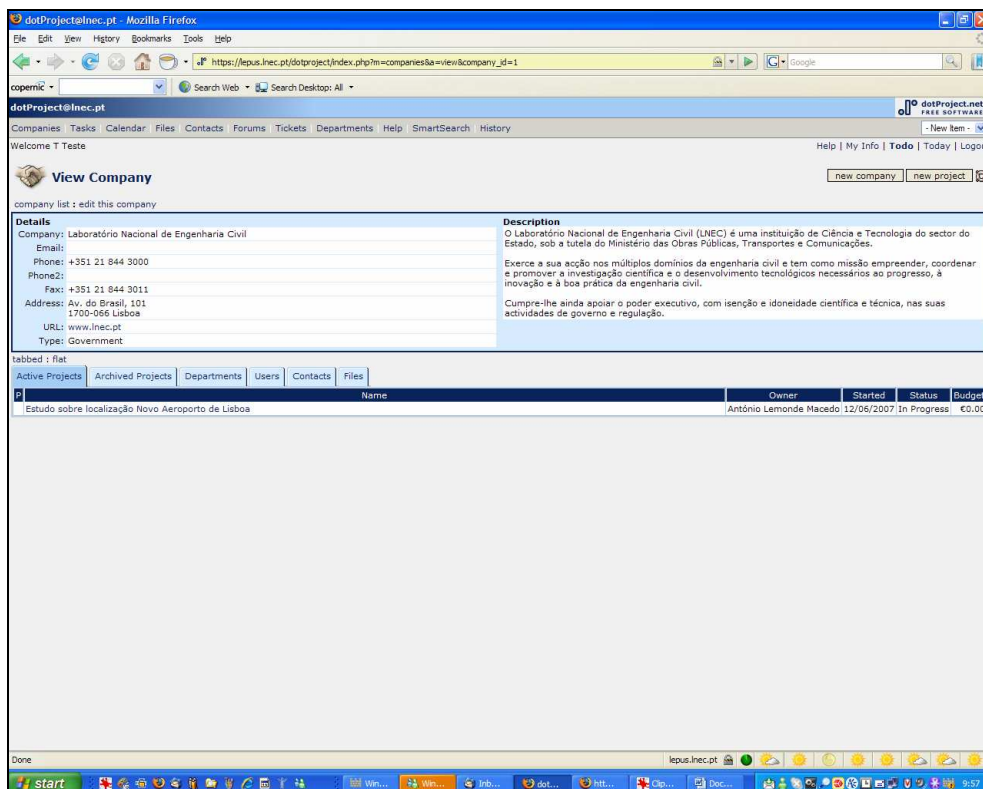 dotProject@lnec.pt - Mozilla Firefox
File Edit View History Bookmarks Tools Help
https://lepus.lnec.pt/dotproject/index.php?m=companies&a=view&company_id=1
G Google
copernic Search Web Search Desktop: All
dotProject@lnec.pt
dotProject.net
FREE SOFTWARE
Companies Tasks Calendar Files Contacts Forums Tickets Departments Help SmartSearch History
- New Item -
Welcome T Teste
Help | My Info | Todo | Today | Logou
View Company
new company new project
company list : edit this company
Details
Company: Laboratório Nacional de Engenharia Civil
Email:
Phone: +351 21 844 3000
Phone2:
Fax: +351 21 844 3011
Address: Av. do Brasil, 101
1700-066 Lisboa
URL: www.lnec.pt
Type: Government
Description
O Laboratório Nacional de Engenharia Civil (LNEC) é uma instituição de Ciência e Tecnologia do sector do
Estado, sob a tutela do Ministério das Obras Públicas, Transportes e Comunicações.
Exerce a sua acção nos múltiplos domínios da engenharia civil e tem como missão empreender, coordenar
e promover a investigação científica e o desenvolvimento tecnológicos necessários ao progresso, à
inovação e à boa prática da engenharia civil.
Cumpre-lhe ainda apoiar o poder executivo, com isenção e idoneidade científica e técnica, nas suas
actividades de governo e regulação.
tabbed : flat
Active Projects Archived Projects Departments Users Contacts Files
P Name Owner Started Status Budget
Estudo sobre localização Novo Aeroporto de Lisboa António Lemonde Macedo 12/06/2007 In Progress €0.00
Done
lepus.lnec.pt
start Win... Win... Inb... dot... htt... Clip... Doc... 9:57